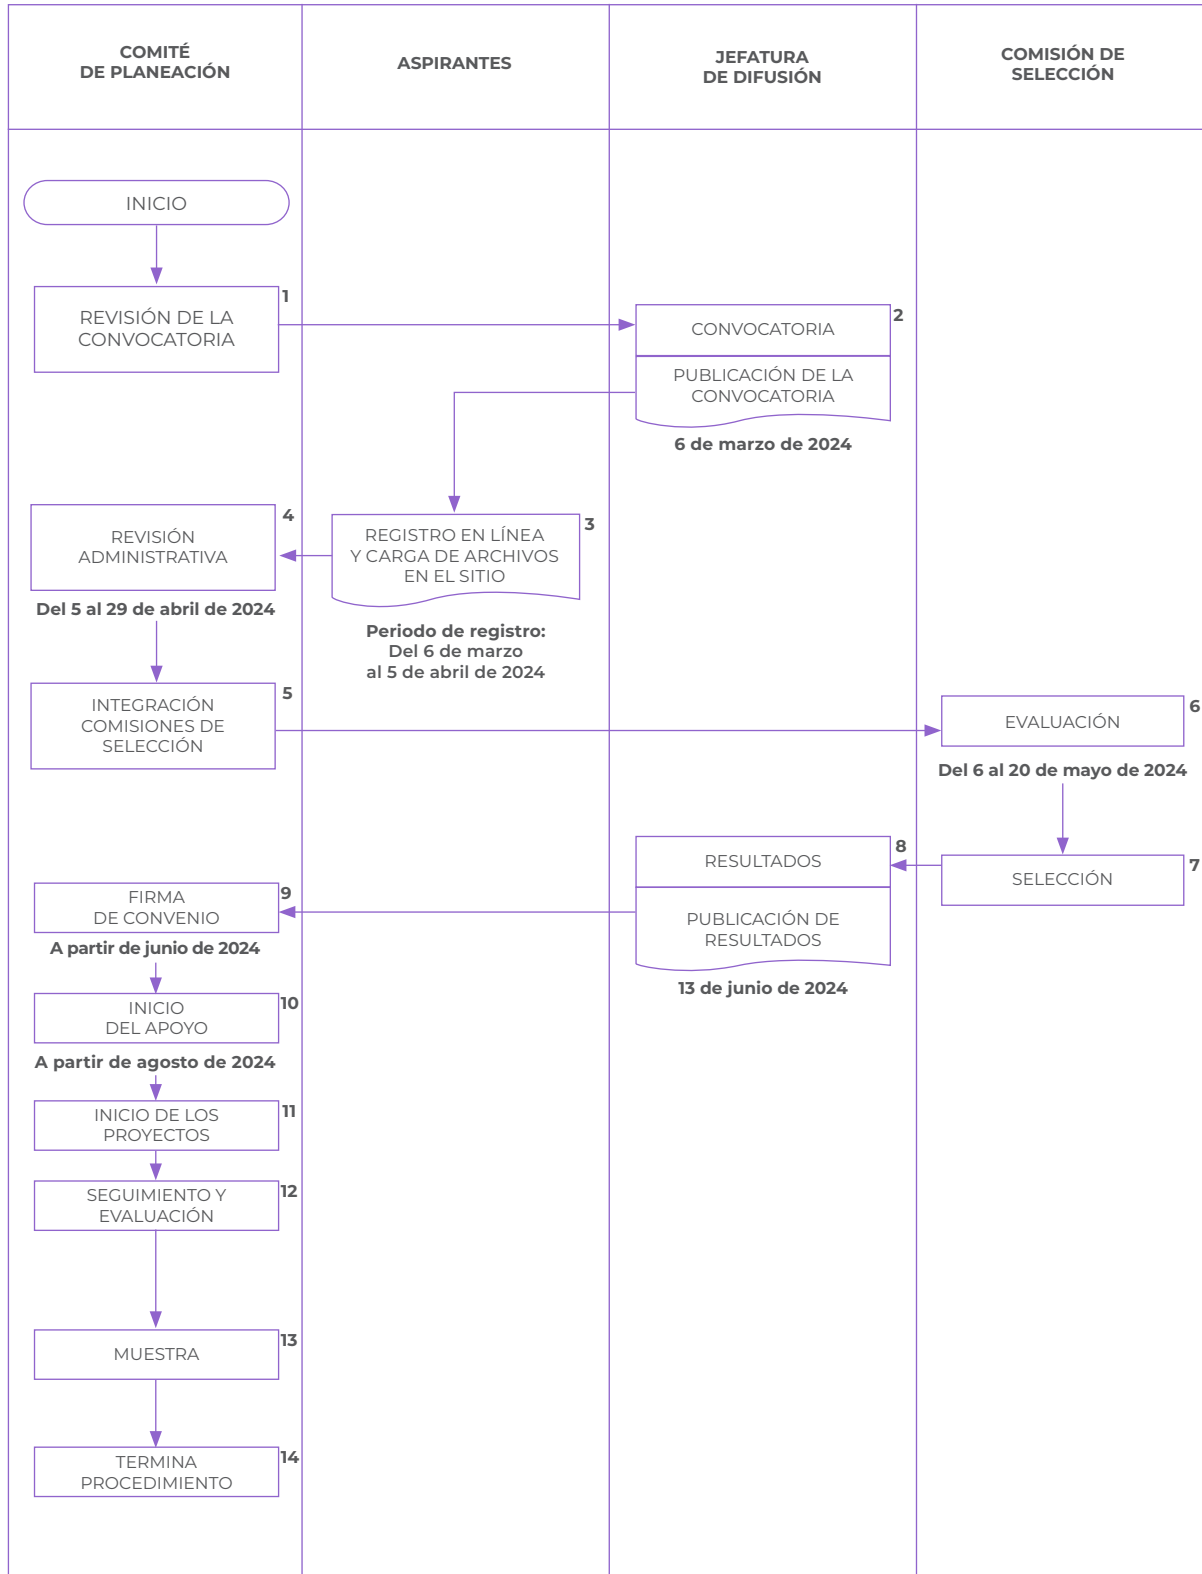 COMITÉ
DE PLANEACIÓN
ASPIRANTES
JEFATURA
DE DIFUSIÓN
COMISIÓN DE
SELECCIÓN
INICIO
1
REVISIÓN DE LA
CONVOCATORIA
2
CONVOCATORIA
PUBLICACIÓN DE LA
CONVOCATORIA
6 de marzo de 2024
3
REGISTRO EN LÍNEA
Y CARGA DE ARCHIVOS
EN EL SITIO
Periodo de registro:
Del 6 de marzo
al 5 de abril de 2024
4
REVISIÓN
ADMINISTRATIVA
Del 5 al 29 de abril de 2024
5
INTEGRACIÓN
COMISIONES DE
SELECCIÓN
6
EVALUACIÓN
Del 6 al 20 de mayo de 2024
7
SELECCIÓN
8
RESULTADOS
PUBLICACIÓN DE
RESULTADOS
13 de junio de 2024
9
FIRMA
DE CONVENIO
A partir de junio de 2024
10
INICIO
DEL APOYO
A partir de agosto de 2024
11
INICIO DE LOS
PROYECTOS
12
SEGUIMIENTO Y
EVALUACIÓN
13
MUESTRA
14
TERMINA
PROCEDIMIENTO